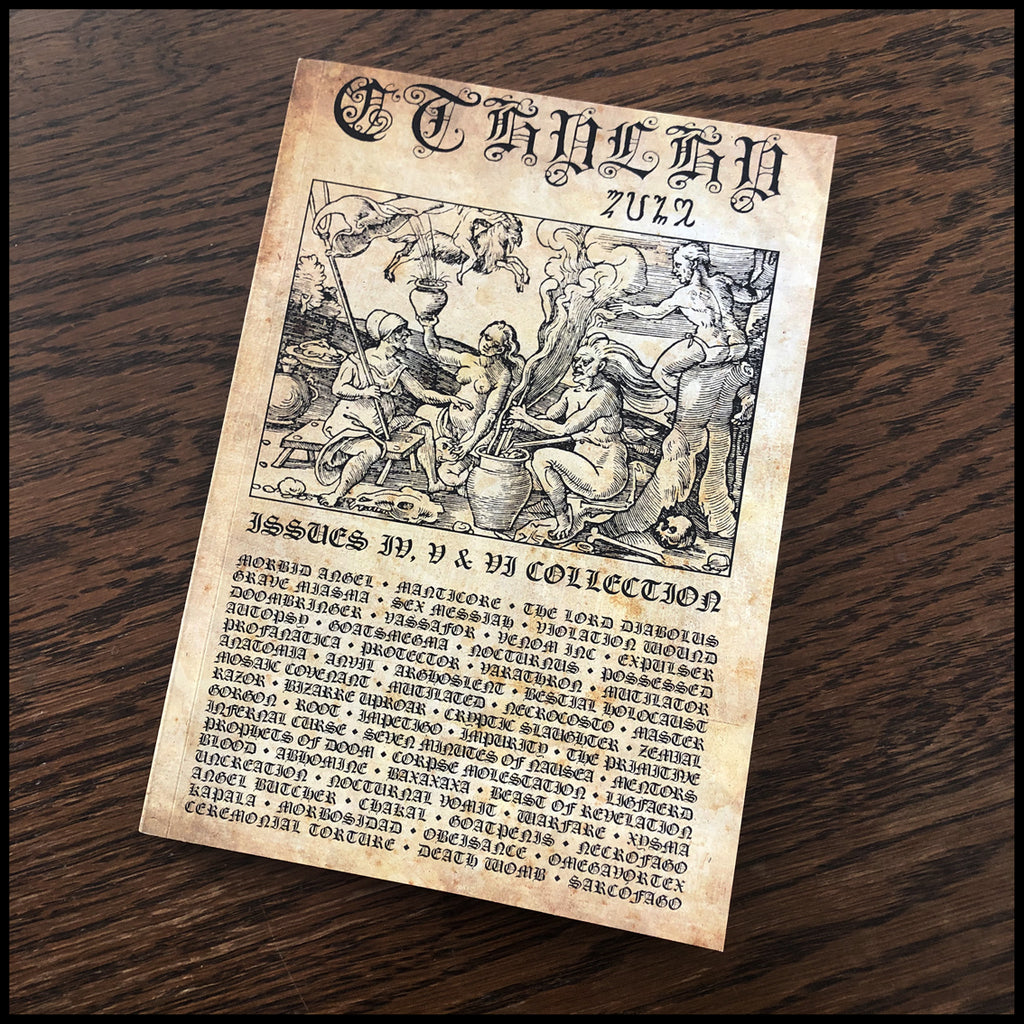 CTHULHU
ISSUES IV, V & VI COLLECTION
MORBID ANGEL • MANTICORE • THE LORD DIABOLUS
GRAVE MIASMA • SEX MESSIAH • VIOLATION WOUND
DOOMBRINGER • VASSAFOR • VENOM INC • EXPULSER
AUTOPSY • GOATSMEGMA • NOCTURNUS • POSSESSED
PROFANATICA • PROTECTOR • VARATHRON • MUTILATOR
ANATOMIA • ANVIL • ARGHOSLENT • BESTIAL HOLOCAUST
MOSAIC COVENANT • MUTILATED • NECROCOSTO • MASTER
RAZOR • BIZARRE UPROAR • CRYPTIC SLAUGHTER • ZEMIAL
GORGON • ROOT • IMPETIGO • IMPURITY • THE PRIMITIVE
INFERNAL CURSE • SEVEN MINUTES OF NAUSEA • MENTORS
PROPHETS OF DOOM • CORPSE MOLESTATION • LIGFAERD
BLOOD • ABHOMINE • BAXAXAXA • BEAST OF REVELATION
UNCREATION • NOCTURNAL VOMIT • WARFARE • XYSMA
ANGEL BUTCHER • CHAKAL • GOATPENIS • NECROFAGO
KAPALA • MORBOSIDAD • OBEISANCE • OMEGAVORTEX
CEREMONIAL TORTURE • DEATH WOMB • SARCOFAGO